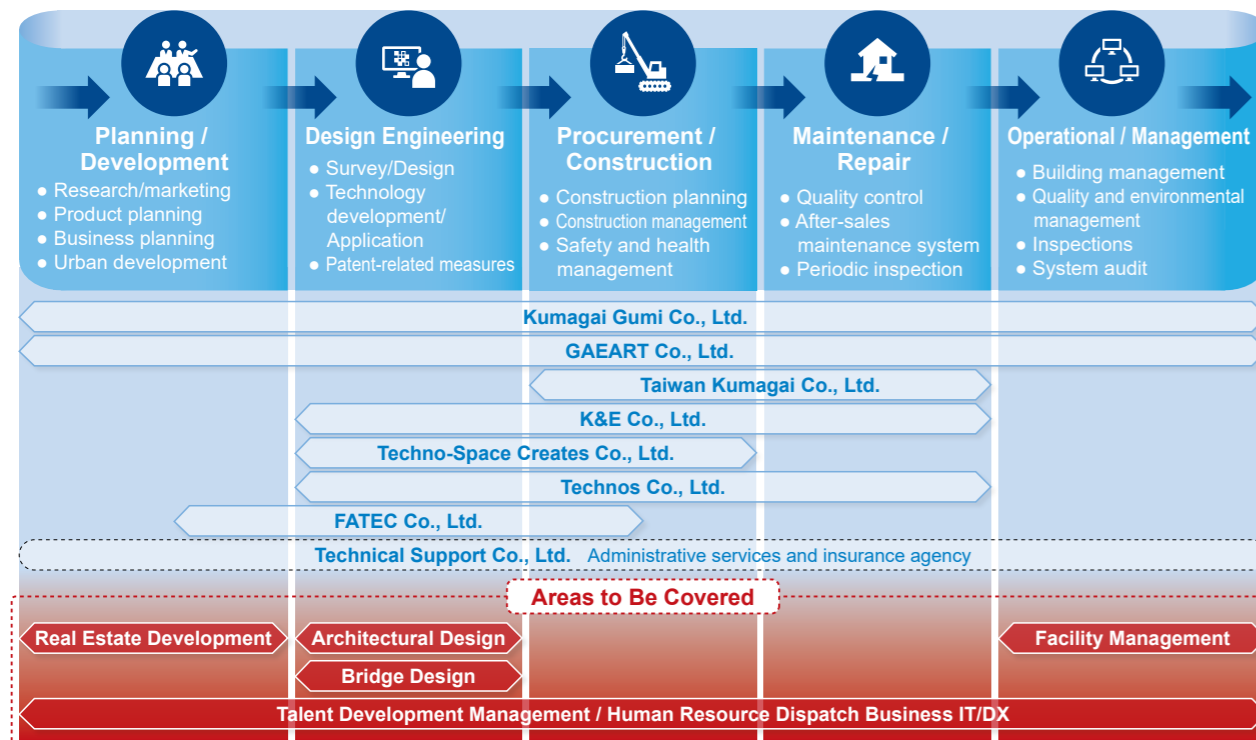 Planning /
Development
● Research/marketing
● Product planning
● Business planning
● Urban development
Design Engineering
● Survey/Design
● Technology
development/
Application
● Patent-related measures
Procurement /
Construction
● Construction planning
● Construction management
● Safety and health
management
Maintenance /
Repair
● Quality control
● After-sales
maintenance system
● Periodic inspection
Operational / Management
● Building management
● Quality and environmental
management
● Inspections
● System audit
Kumagai Gumi Co., Ltd.
GAEART Co., Ltd.
Taiwan Kumagai Co., Ltd.
K&E Co., Ltd.
Techno-Space Creates Co., Ltd.
Technos Co., Ltd.
FATEC Co., Ltd.
Technical Support Co., Ltd. Administrative services and insurance agency
Areas to Be Covered
Real Estate Development
Architectural Design
Facility Management
Bridge Design
Talent Development Management / Human Resource Dispatch Business IT/DX